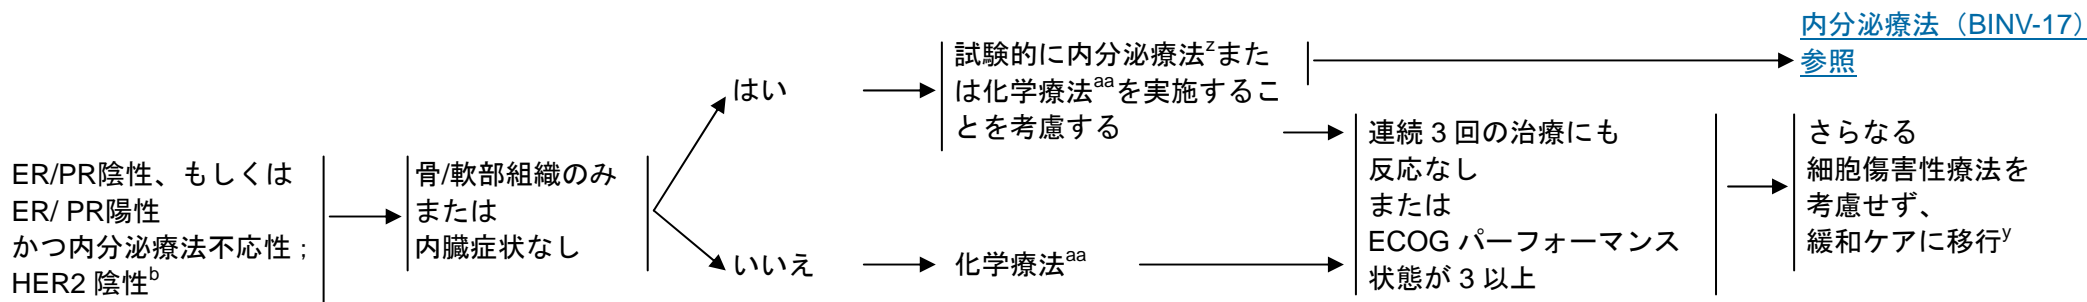 ER/PR陰性、もしくは
ER/ PR陽性
かつ内分泌療法不応性；
HER2 陰性b
骨/軟部組織のみ
または
内臓症状なし
はい
試験的に内分泌療法zまた
は化学療法aaを実施するこ
とを考慮する
内分泌療法（BINV-17）
参照
いいえ
化学療法aa
連続 3 回の治療にも
反応なし
または
ECOG パーフォーマンス
状態が 3 以上
さらなる
細胞傷害性療法を
考慮せず、
緩和ケアに移行y